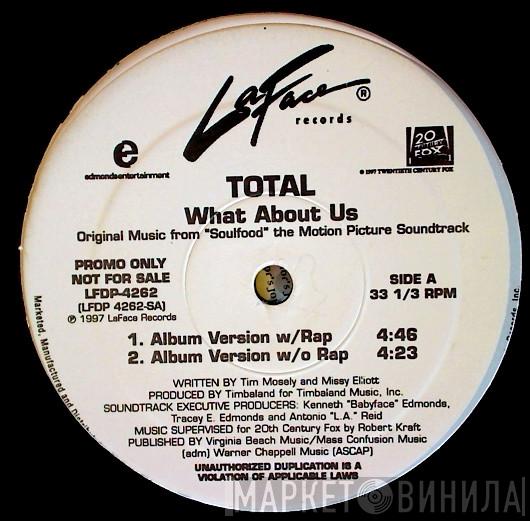 LaFace ®
records
e
edmondsentertainment
20
CENTURY
FOX
© 1997 TWENTIETH CENTURY FOX
TOTAL
What About Us
Original Music from "Soulfood" the Motion Picture Soundtrack
PROMO ONLY
NOT FOR SALE
LFDP-4262
(LFDP 4262-SA)
℗ 1997 LaFace Records
SIDE A
33 1/3 RPM
1. Album Version w/Rap 4:46
2. Album Version w/o Rap 4:23
WRITTEN BY Tim Mosely and Missy Elliott
PRODUCED BY Timbaland for Timbaland Music, Inc.
SOUNDTRACK EXECUTIVE PRODUCERS: Kenneth "Babyface" Edmonds,
Tracey E. Edmonds and Antonio "L.A." Reid
MUSIC SUPERVISED for 20th Century Fox by Robert Kraft
PUBLISHED BY Virginia Beach Music/Mass Confusion Music
(adm) Warner Chappell Music (ASCAP)
UNAUTHORIZED DUPLICATION IS A
VIOLATION OF APPLICABLE LAWS
Marketed, Manufactured and
Records, Inc.
МАРКЕТ ВИНИЛА